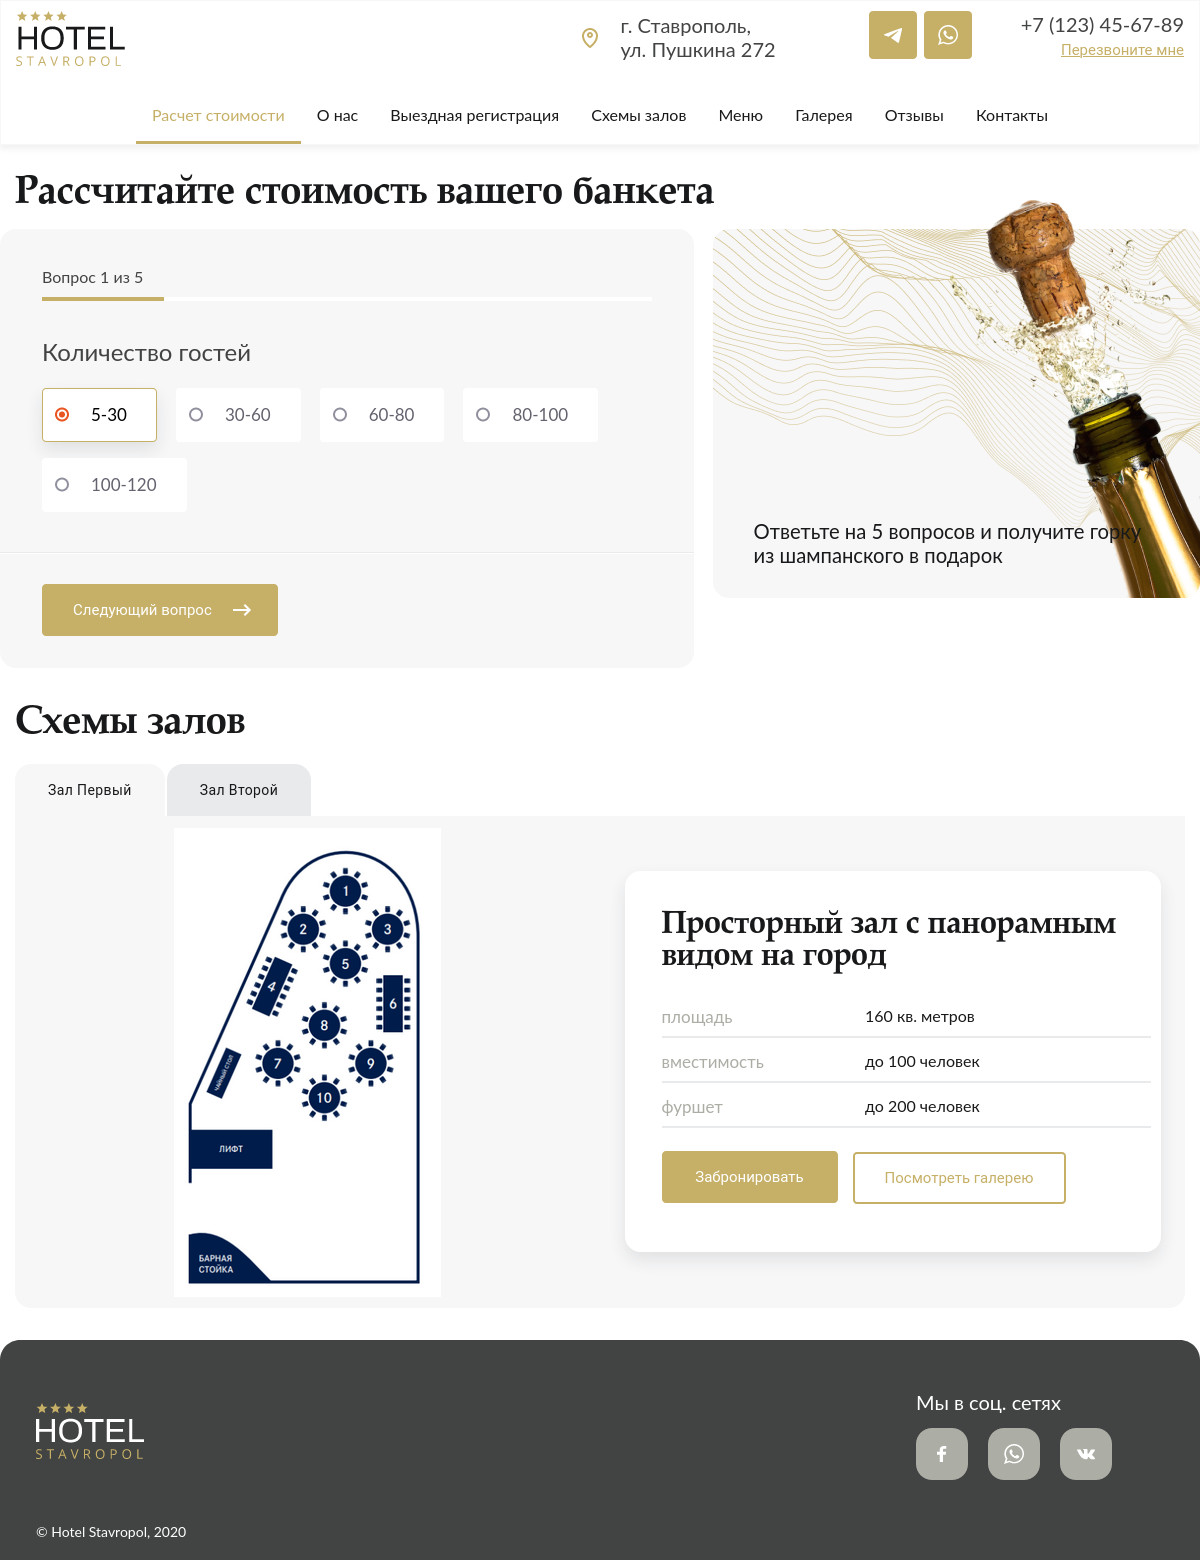 HOTEL
STAVROPOL
г. Ставрополь,
ул. Пушкина 272
+7 (123) 45-67-89
Перезвоните мне
Расчет стоимости О нас Выездная регистрация Схемы залов Меню Галерея Отзывы Контакты
Рассчитайте стоимость вашего банкета
Вопрос 1 из 5
Количество гостей
5-30 30-60 60-80 80-100
100-120
Следующий вопрос
Ответьте на 5 вопросов и получите горку
из шампанского в подарок
Схемы залов
Зал Первый Зал Второй
1
2 3
5
4 6
8
7 9
ЧАЙНЫЙ СТОЛ
10
ЛИФТ
БАРНАЯ
СТОЙКА
Просторный зал с панорамным
видом на город
площадь 160 кв. метров
вместимость до 100 человек
фуршет до 200 человек
Забронировать Посмотреть галерею
HOTEL
STAVROPOL
Мы в соц. сетях
© Hotel Stavropol, 2020